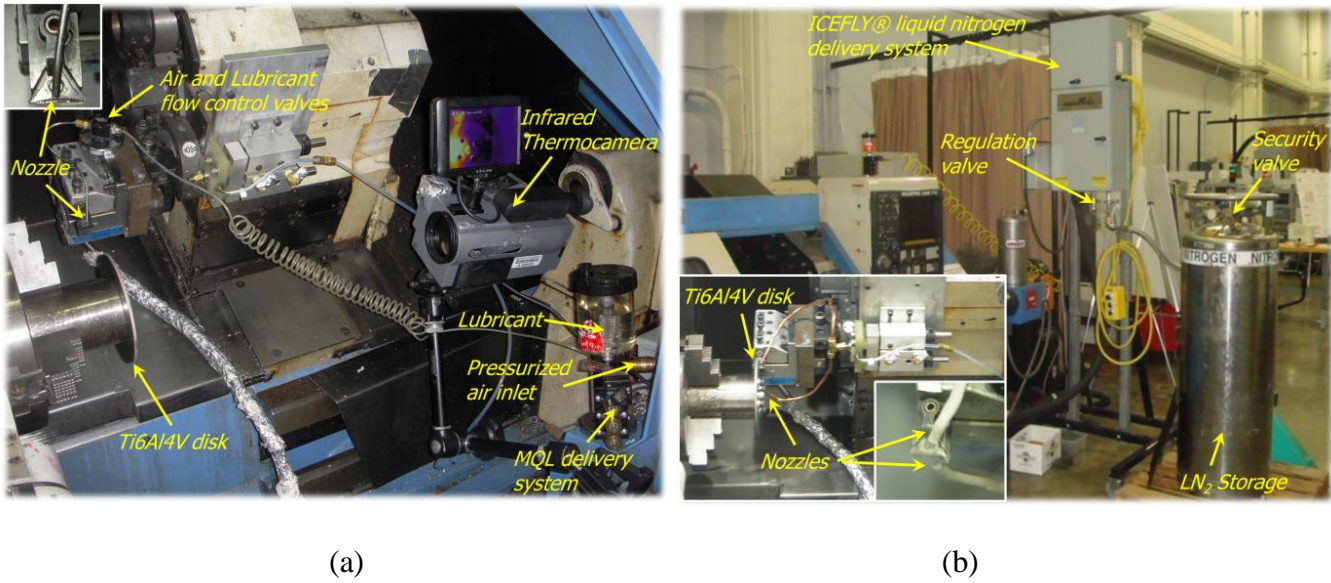 Air and Lubricant
flow control valves
Nozzle
Infrared
Thermocamera
Lubricant
Pressurized
air inlet
Ti6Al4V disk
MQL delivery
system
(a)
ICEFLY® liquid nitrogen
delivery system
Regulation
valve
Security
valve
NITROGEN NITRO
Ti6Al4V disk
Nozzles
LN₂ Storage
(b)